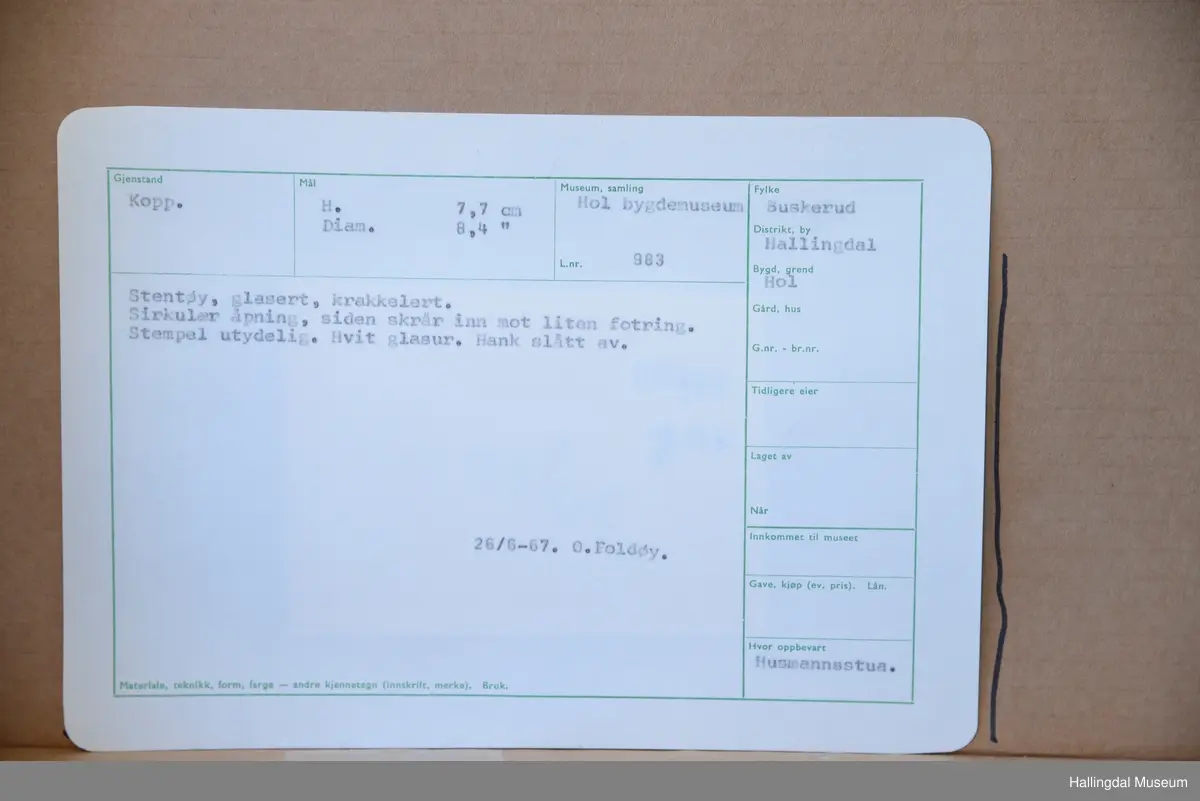 Gjenstand
Kopp.
Mål
H. 7,7 cm
Diam. 8,4 "
Museum, samling
Hol bygdemuseum
L.nr. 983
Fylke
Buskerud
Distrikt, by
Hallingdal
Bygd, grend
Hol
Gård, hus
G.nr. - br.nr.
Tidligere eier
Laget av
Når
Innkommet til museet
Gave, kjøp (ev. pris). Lån.
Hvor oppbevart
Husmannsstua.
Stentøy, glasert, krakkelert.
Sirkulær åpning, siden skrår inn mot liten fotring.
Stempel utydelig. Hvit glasur. Hank slått av.
26/6-67. O.Foldøy.
Materiale, teknikk, form, farge — andre kjennetegn (innskrift, merke). Bruk.
Hallingdal Museum